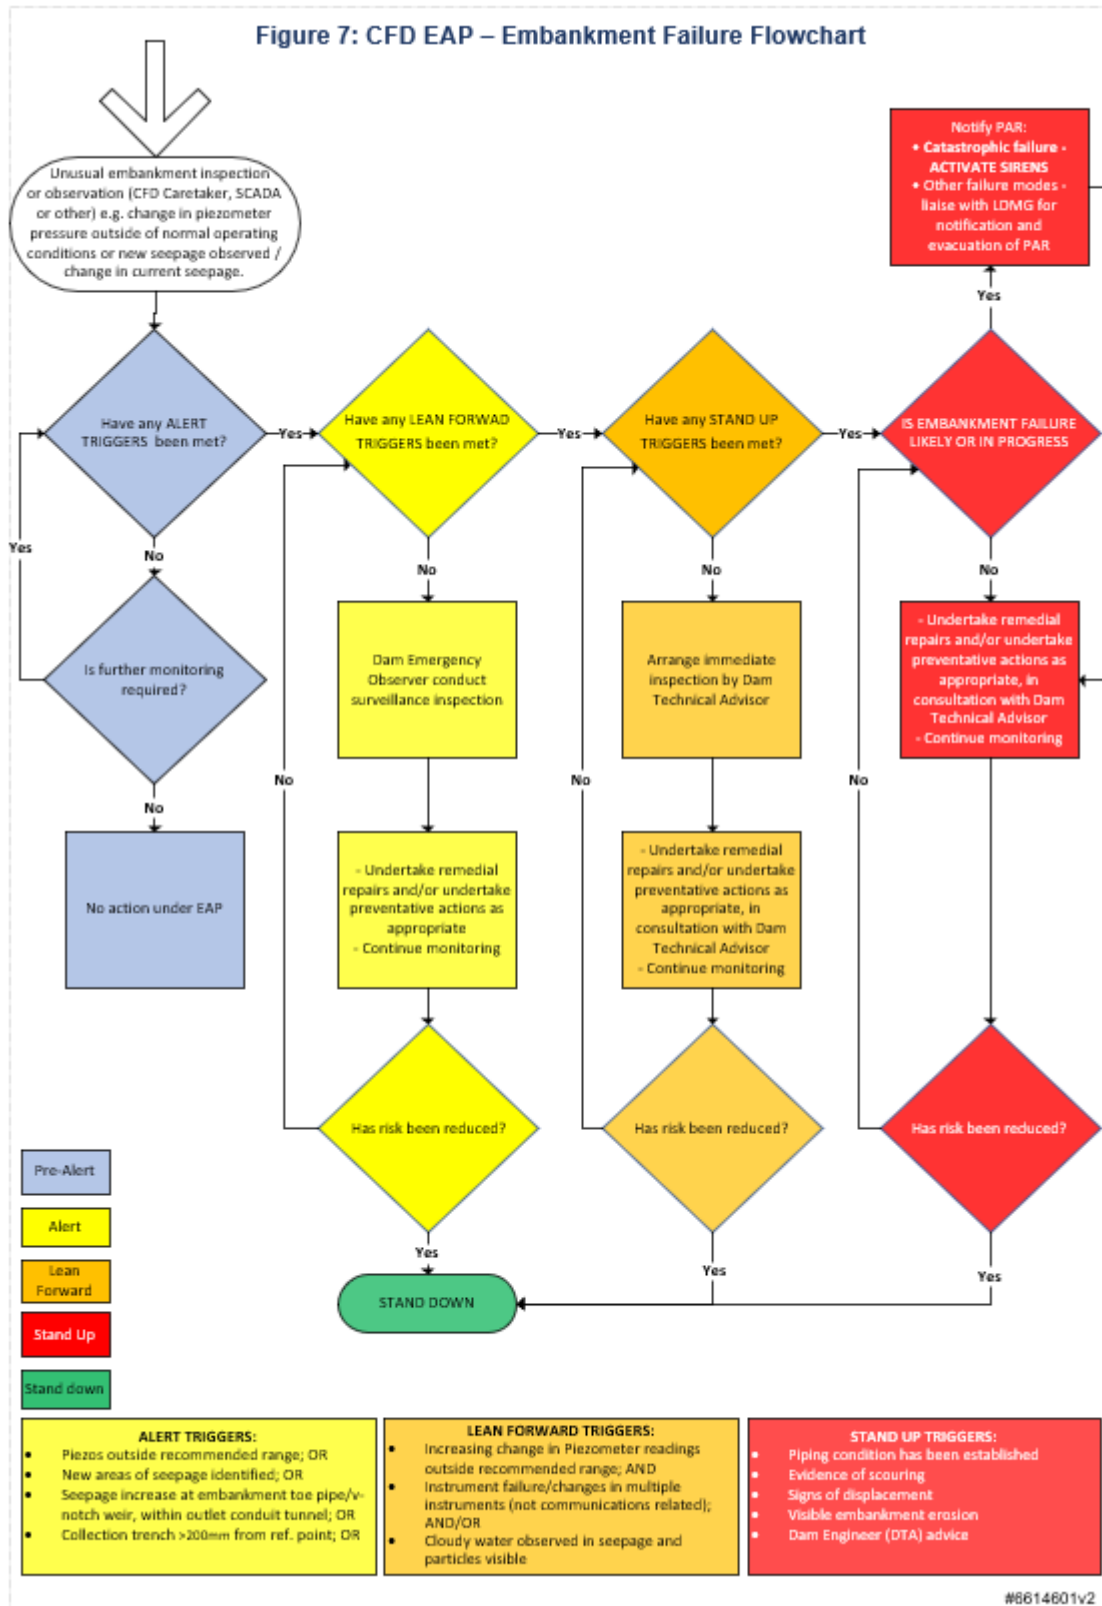 Figure 7: CFD EAP – Embankment Failure Flowchart
Unusual embankment inspection
or observation (CFD Caretaker, SCADA
or other) e.g. change in piezometer
pressure outside of normal operating
conditions or new seepage observed /
change in current seepage.
Notify PAR:
• Catastrophic failure -
ACTIVATE SIRENS
• Other failure modes -
liaise with LDMG for
notification and
evacuation of PAR
Yes
Have any ALERT
TRIGGERS been met?
Yes
Have any LEAN FORWAD
TRIGGERS been met?
Yes
Have any STAND UP
TRIGGERS been met?
Yes
IS EMBANKMENT FAILURE
LIKELY OR IN PROGRESS
Yes
No
No
No
No
Is further monitoring
required?
Dam Emergency
Observer conduct
surveillance inspection
Arrange immediate
inspection by Dam
Technical Advisor
- Undertake remedial
repairs and/or undertake
preventative actions as
appropriate, in
consultation with Dam
Technical Advisor
- Continue monitoring
No
No
No
No
No action under EAP
- Undertake remedial
repairs and/or undertake
preventative actions as
appropriate
- Continue monitoring
- Undertake remedial
repairs and/or undertake
preventative actions as
appropriate, in
consultation with Dam
Technical Advisor
- Continue monitoring
Has risk been reduced?
Has risk been reduced?
Has risk been reduced?
Yes
Yes
Yes
STAND DOWN
Pre-Alert
Alert
Lean
Forward
Stand Up
Stand down
ALERT TRIGGERS:
• Piezos outside recommended range; OR
• New areas of seepage identified; OR
• Seepage increase at embankment toe pipe/v-
notch weir, within outlet conduit tunnel; OR
• Collection trench >200mm from ref. point; OR
LEAN FORWARD TRIGGERS:
• Increasing change in Piezometer readings
outside recommended range; AND
• Instrument failure/changes in multiple
instruments (not communications related);
AND/OR
• Cloudy water observed in seepage and
particles visible
STAND UP TRIGGERS:
• Piping condition has been established
• Evidence of scouring
• Signs of displacement
• Visible embankment erosion
• Dam Engineer (DTA) advice
#6614601v2